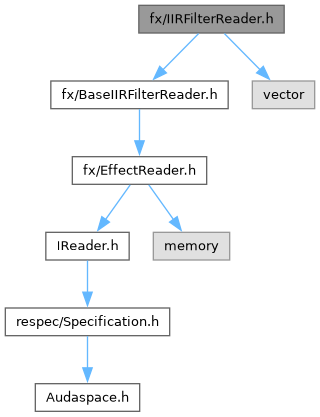 fx/IIRFilterReader.h
fx/BaseIIRFilterReader.h
vector
fx/EffectReader.h
IReader.h
memory
respec/Specification.h
Audaspace.h